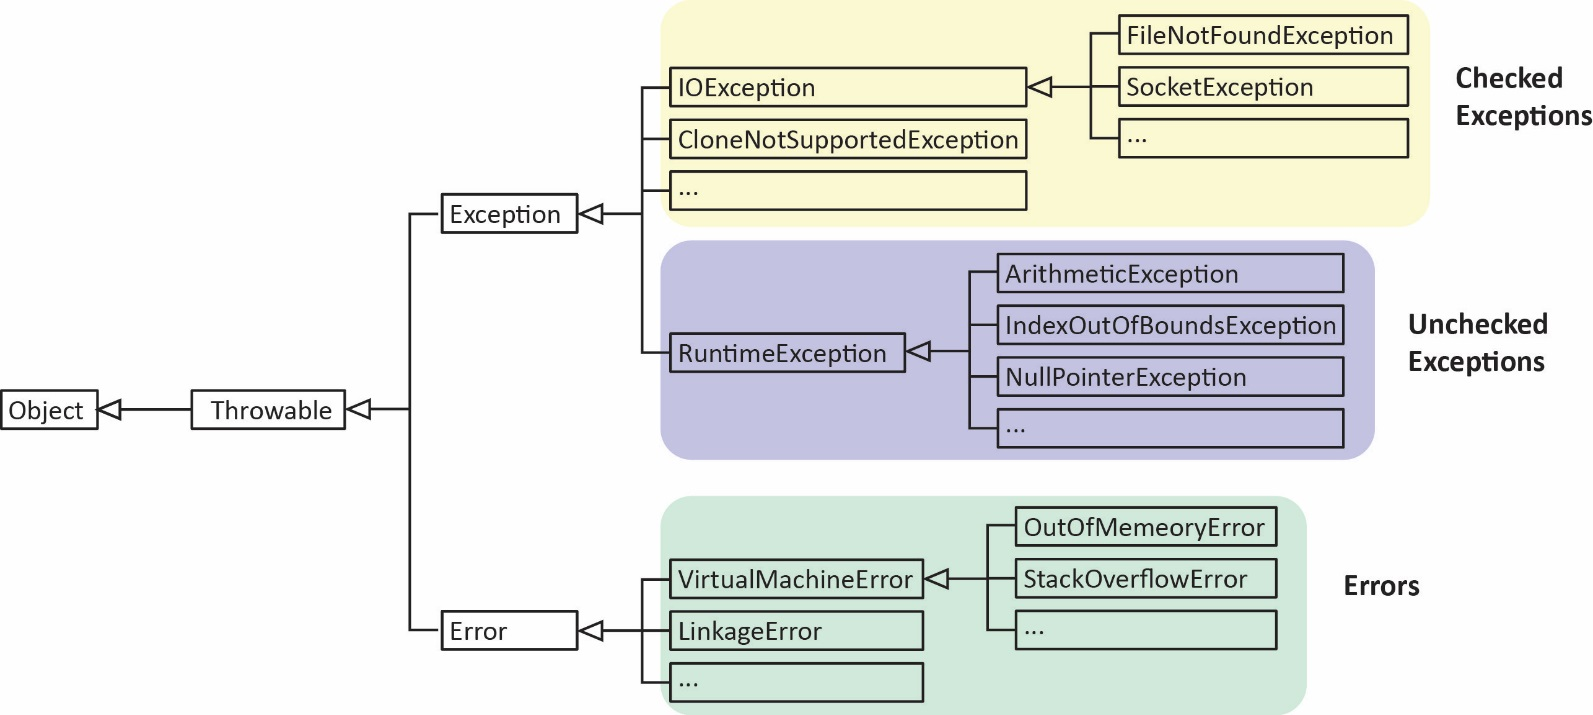 FileNotFoundException
IOException
SocketException
Checked
Exceptions
CloneNotSupportedException
...
...
Exception
ArithmeticException
IndexOutOfBoundsException
RuntimeException
NullPointerException
...
Unchecked
Exceptions
Object
Throwable
OutOfMemeoryError
VirtualMachineError
StackOverflowError
Errors
Error
LinkageError
...
...